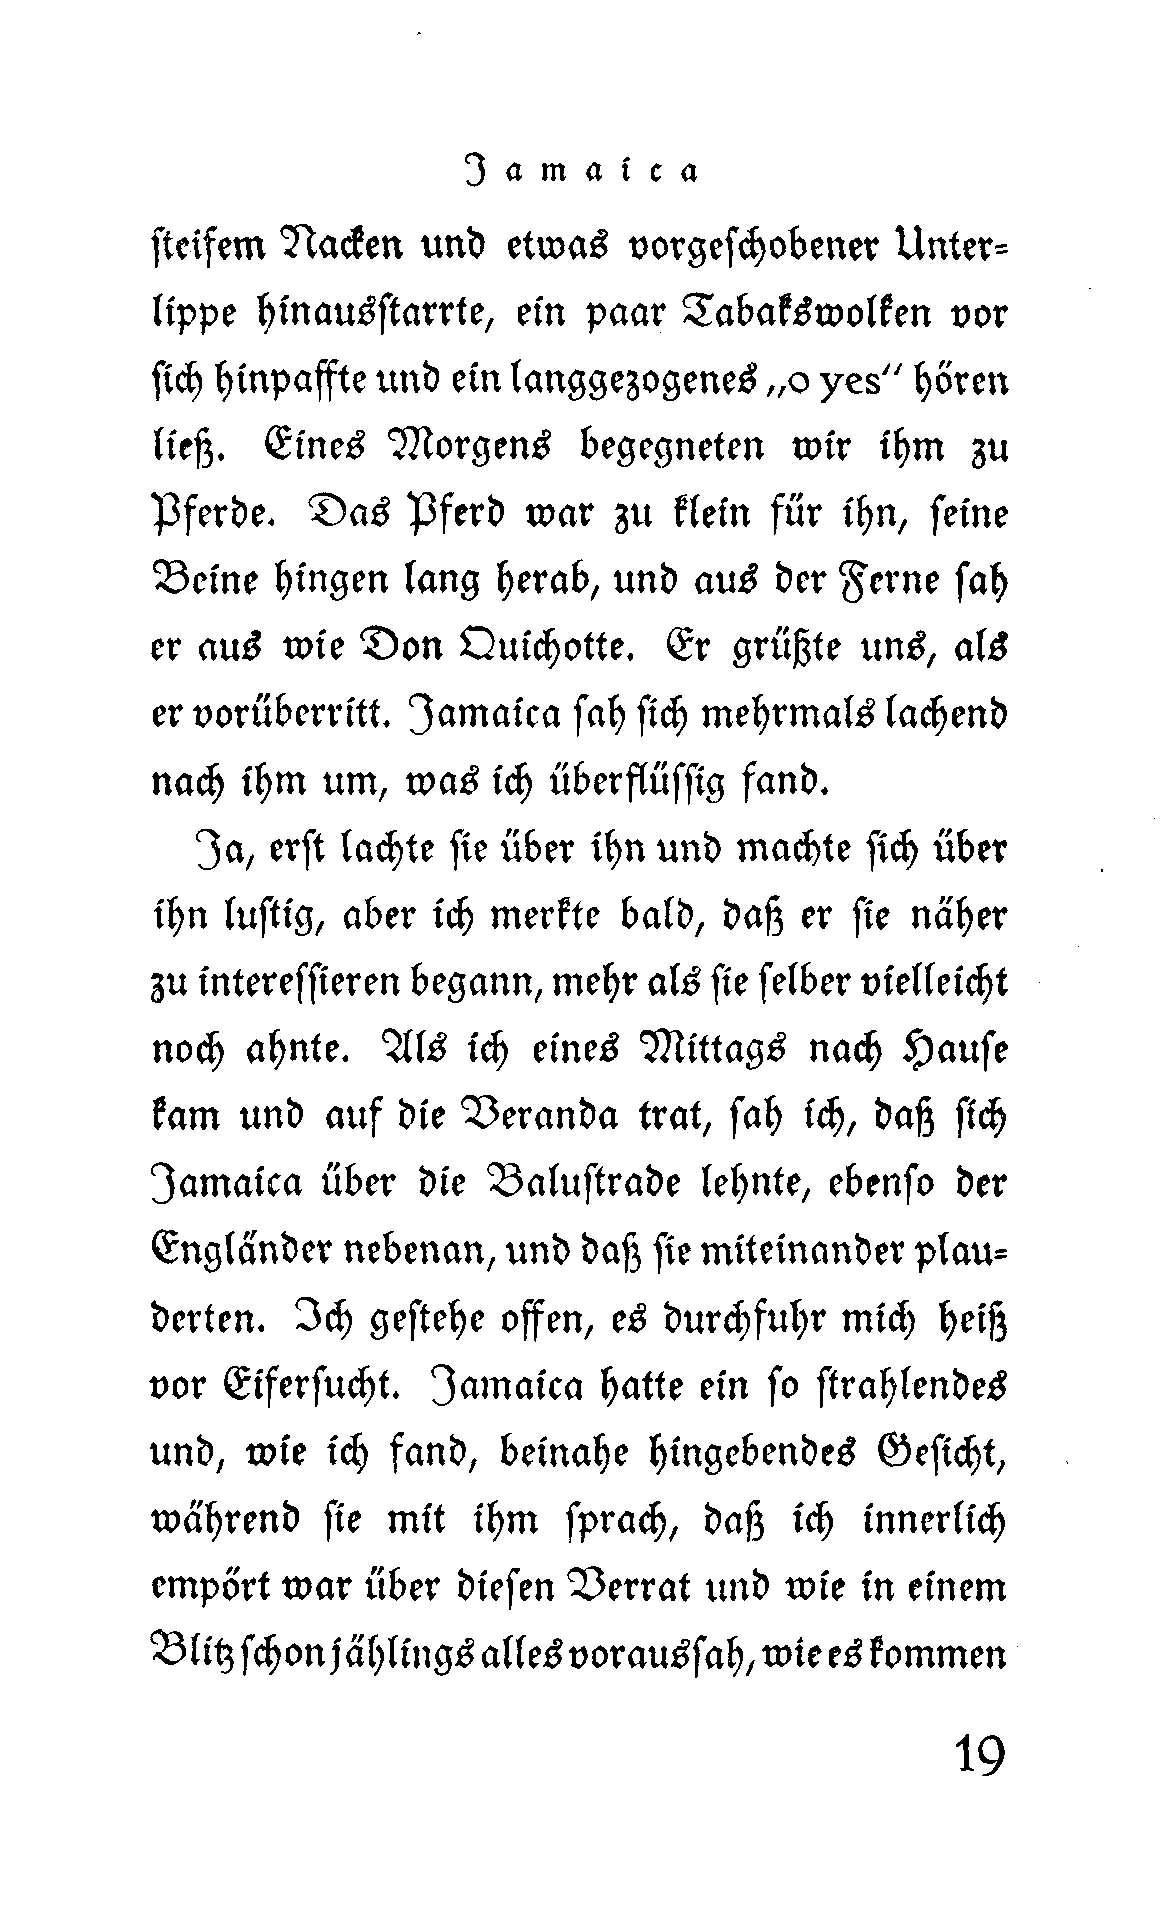 Jamaica
steifem Nacken und etwas vorgeschobener Unter=
lippe hinausstarrte, ein paar Tabakswolken vor
sich hinpaffte und ein langgezogenes „o yes“ hören
ließ. Eines Morgens begegneten wir ihm zu
Pferde. Das Pferd war zu klein für ihn, seine
Beine hingen lang herab, und aus der Ferne sah
er aus wie Don Quichotte. Er grüßte uns, als
er vorüberritt. Jamaica sah sich mehrmals lachend
nach ihm um, was ich überflüssig fand.
Ja, erst lachte sie über ihn und machte sich über
ihn lustig, aber ich merkte bald, daß er sie näher
zu interessieren begann, mehr als sie selber vielleicht
noch ahnte. Als ich eines Mittags nach Hause
kam und auf die Veranda trat, sah ich, daß sich
Jamaica über die Balustrade lehnte, ebenso der
Engländer nebenan, und daß sie miteinander plau=
derten. Ich gestehe offen, es durchfuhr mich heiß
vor Eifersucht. Jamaica hatte ein so strahlendes
und, wie ich fand, beinahe hingebendes Gesicht,
während sie mit ihm sprach, daß ich innerlich
empört war über diesen Verrat und wie in einem
Blitz schon jählings alles voraussah, wie es kommen
19